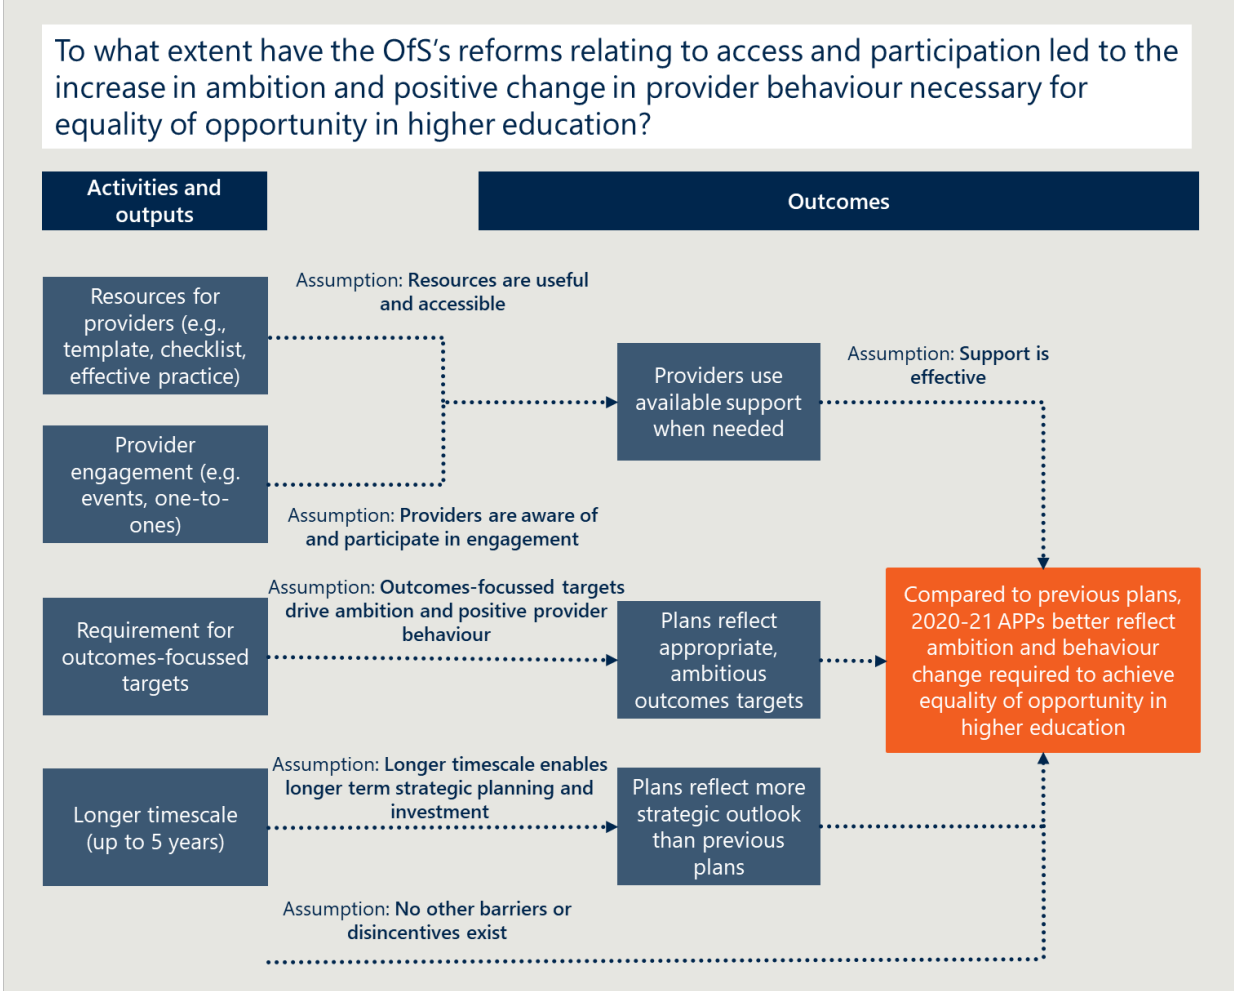 To what extent have the OfS’s reforms relating to access and participation led to the
increase in ambition and positive change in provider behaviour necessary for
equality of opportunity in higher education?
Activities and
outputs
Outcomes
Assumption: Resources are useful
and accessible
Resources for
providers (e.g.,
template, checklist,
effective practice)
Providers use
available support
when needed
Assumption: Support is
effective
Provider
engagement (e.g.
events, one-to-
ones)
Assumption: Providers are aware of
and participate in engagement
Assumption: Outcomes-focussed targets
drive ambition and positive provider
behaviour
Requirement for
outcomes-focussed
targets
Plans reflect
appropriate,
ambitious
outcomes targets
Compared to previous plans,
2020-21 APPs better reflect
ambition and behaviour
change required to achieve
equality of opportunity in
higher education
Assumption: Longer timescale enables
longer term strategic planning and
investment
Longer timescale
(up to 5 years)
Plans reflect more
strategic outlook
than previous
plans
Assumption: No other barriers or
disincentives exist